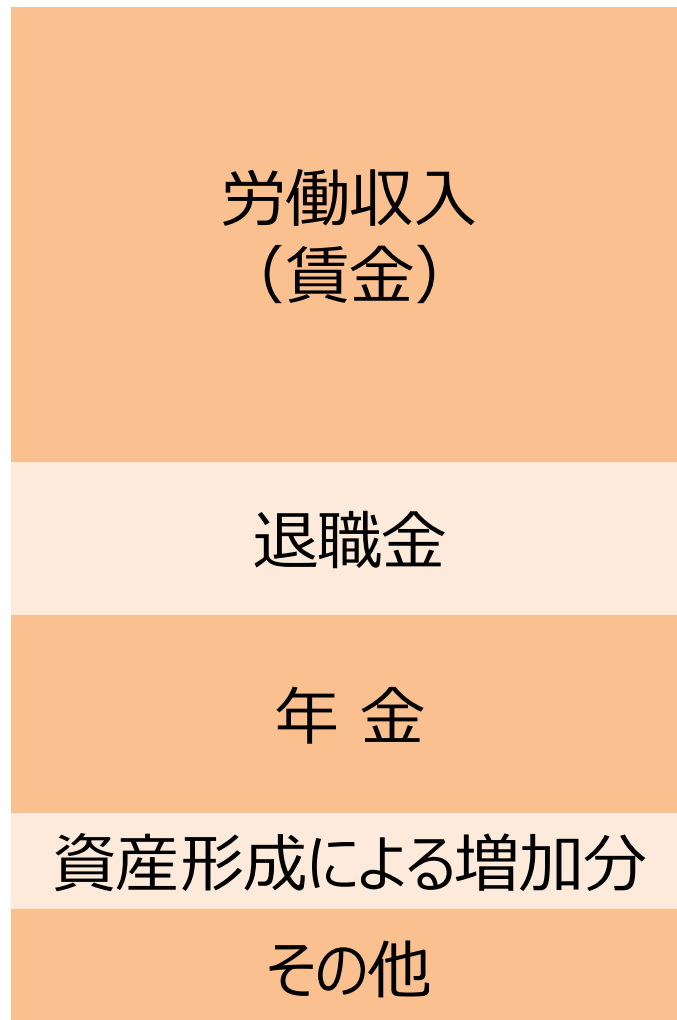 労働収入
（賃金）
退職金
年 金
資産形成による増加分
その他